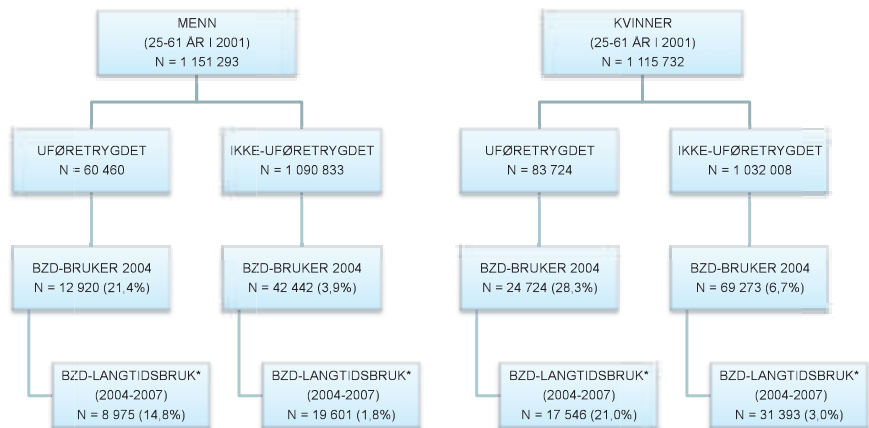 MENN
(25-61 ÅR I 2001)
N = 1 151 293
UFØRETRYGDET
N = 60 460
IKKE-UFØRETRYGDET
N = 1 090 833
BZD-BRUKER 2004
N = 12 920 (21,4%)
BZD-BRUKER 2004
N = 42 442 (3,9%)
BZD-LANGTIDSBRUK*
(2004-2007)
N = 8 975 (14,8%)
BZD-LANGTIDSBRUK*
(2004-2007)
N = 19 601 (1,8%)
KVINNER
(25-61 ÅR I 2001)
N = 1 115 732
UFØRETRYGDET
N = 83 724
IKKE-UFØRETRYGDET
N = 1 032 008
BZD-BRUKER 2004
N = 24 724 (28,3%)
BZD-BRUKER 2004
N = 69 273 (6,7%)
BZD-LANGTIDSBRUK*
(2004-2007)
N = 17 546 (21,0%)
BZD-LANGTIDSBRUK*
(2004-2007)
N = 31 393 (3,0%)